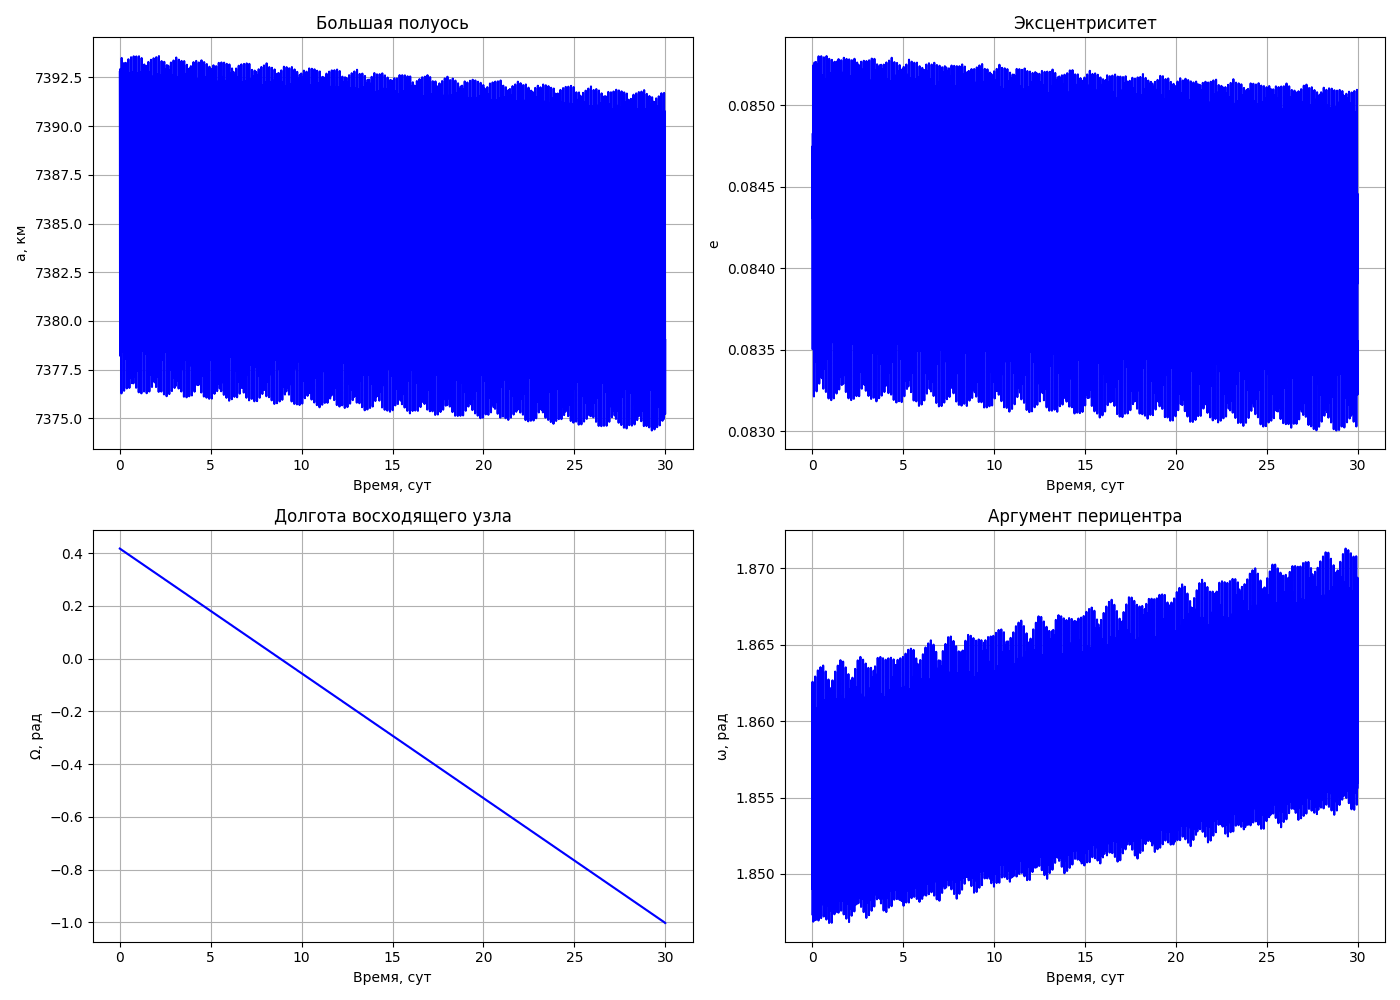 Большая полуось
7392.5
7390.0
7387.5
7385.0
7382.5
7380.0
7377.5
7375.0
a, км
0 5 10 15 20 25 30
Время, сут
Эксцентриситет
0.0850
0.0845
0.0840
0.0835
0.0830
e
0 5 10 15 20 25 30
Время, сут
Долгота восходящего узла
0.4
0.2
0.0
−0.2
−0.4
−0.6
−0.8
−1.0
Ω, рад
0 5 10 15 20 25 30
Время, сут
Аргумент перицентра
1.870
1.865
1.860
1.855
1.850
ω, рад
0 5 10 15 20 25 30
Время, сут